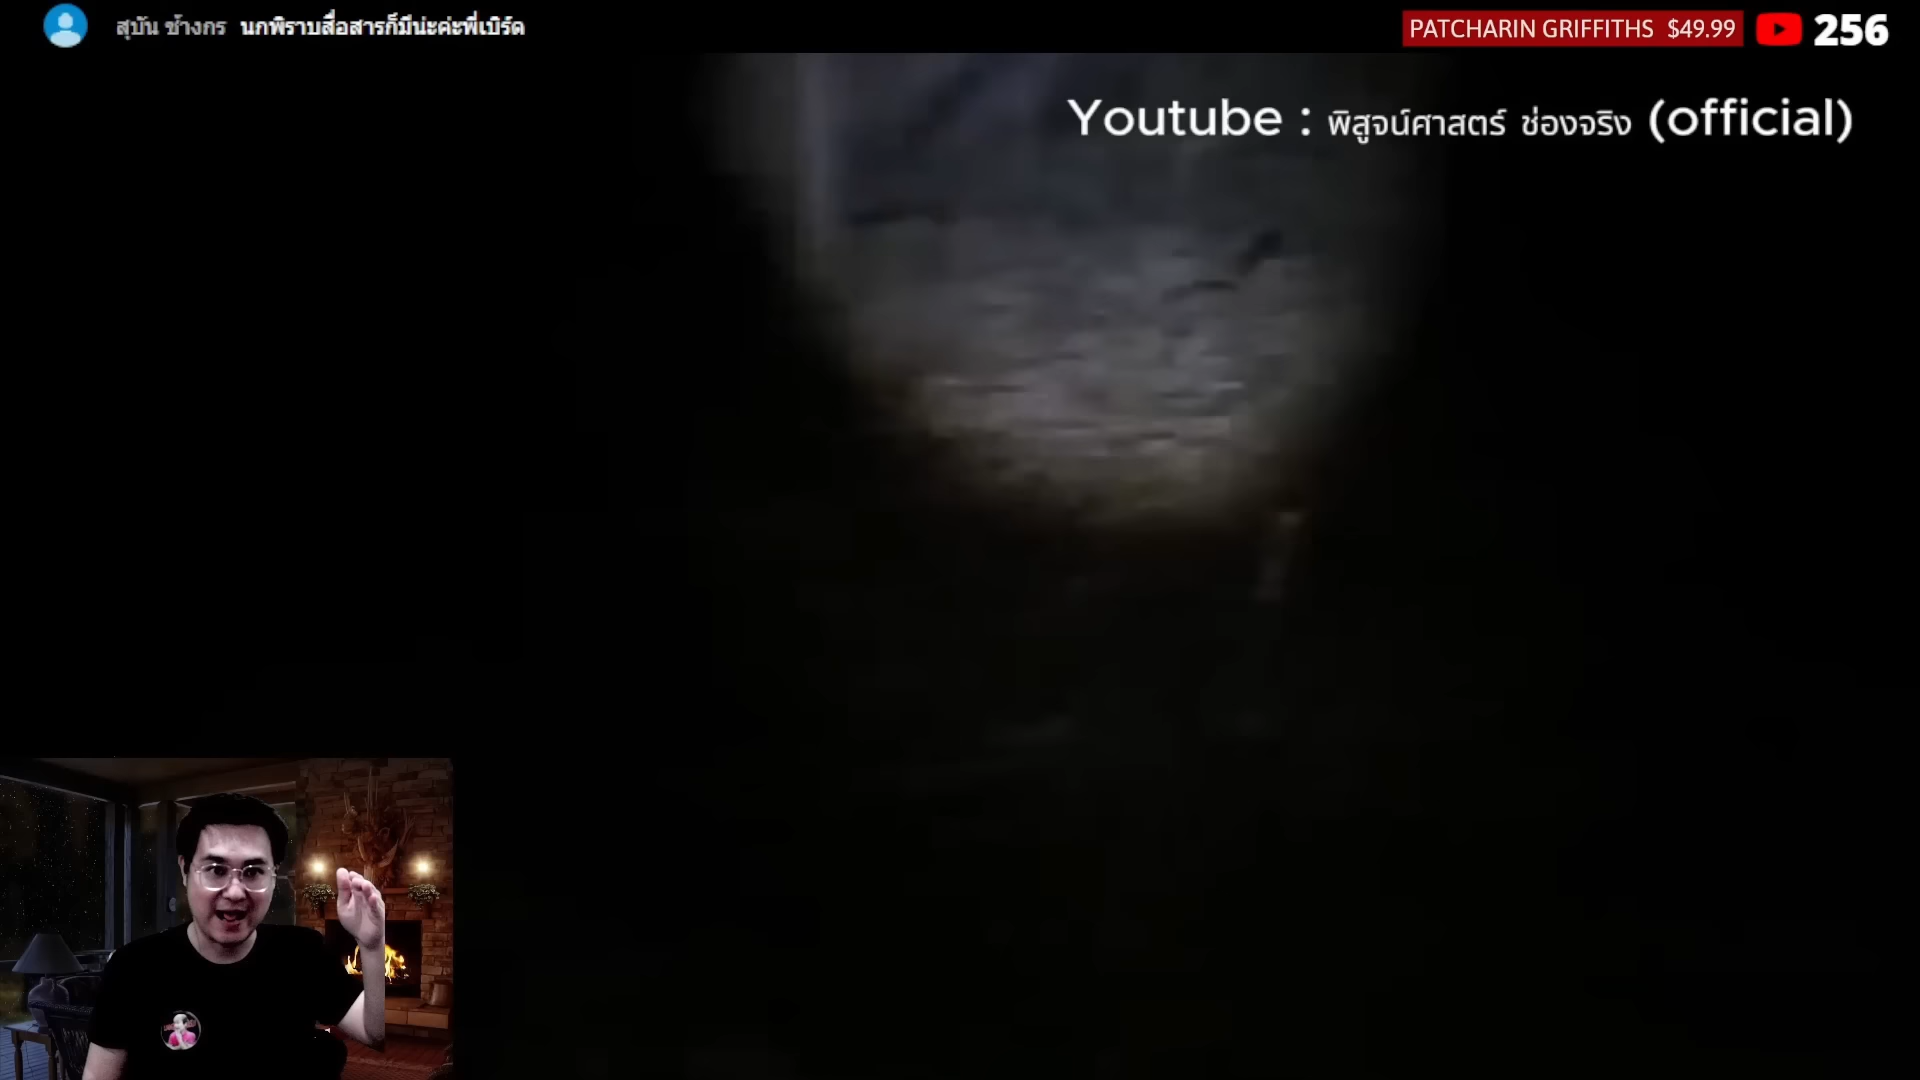 สุบัน ช้างกร นกพิราบสื่อสารก็มีน่ะค่ะพี่เบิร์ด
PATCHARIN GRIFFITHS $49.99
256
Youtube : พิสูจน์ศาสตร์ ช่องจริง (official)